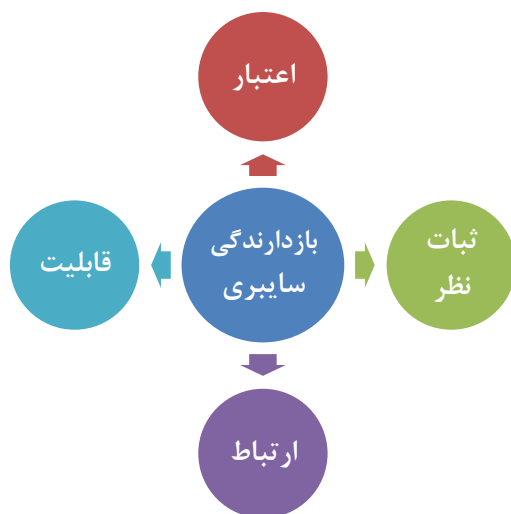 اعتبار
ثبات
نظر
بازدارندگی
سایبری
قابلیت
ارتباط